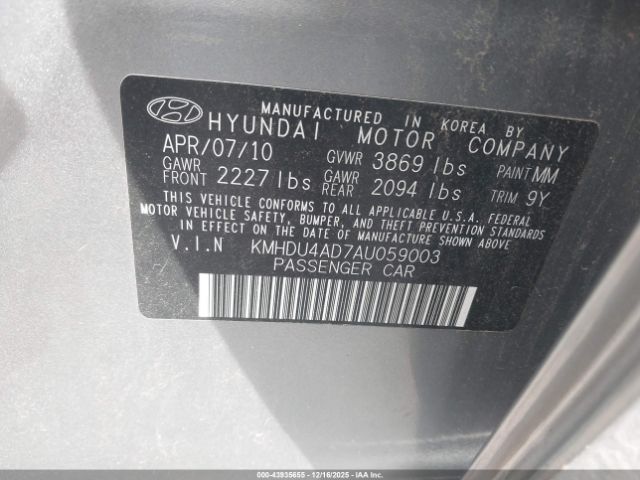 MANUFACTURED IN KOREA BY
HYUNDAI MOTOR COMPANY
APR/07/10 GVWR 3869 lbs PAINT MM
GAWR FRONT 2227 lbs GAWR REAR 2094 lbs TRIM 9Y
THIS VEHICLE CONFORMS TO ALL APPLICABLE U.S.A. FEDERAL
MOTOR VEHICLE SAFETY, BUMPER, AND THEFT PREVENTION STANDARDS
IN EFFECT ON THE DATE OF MANUFACTURE SHOWN ABOVE.
V.I.N KMHDU4AD7AU059003
PASSENGER CAR
000-43935655 - 12/16/2025 - IAAI.COM